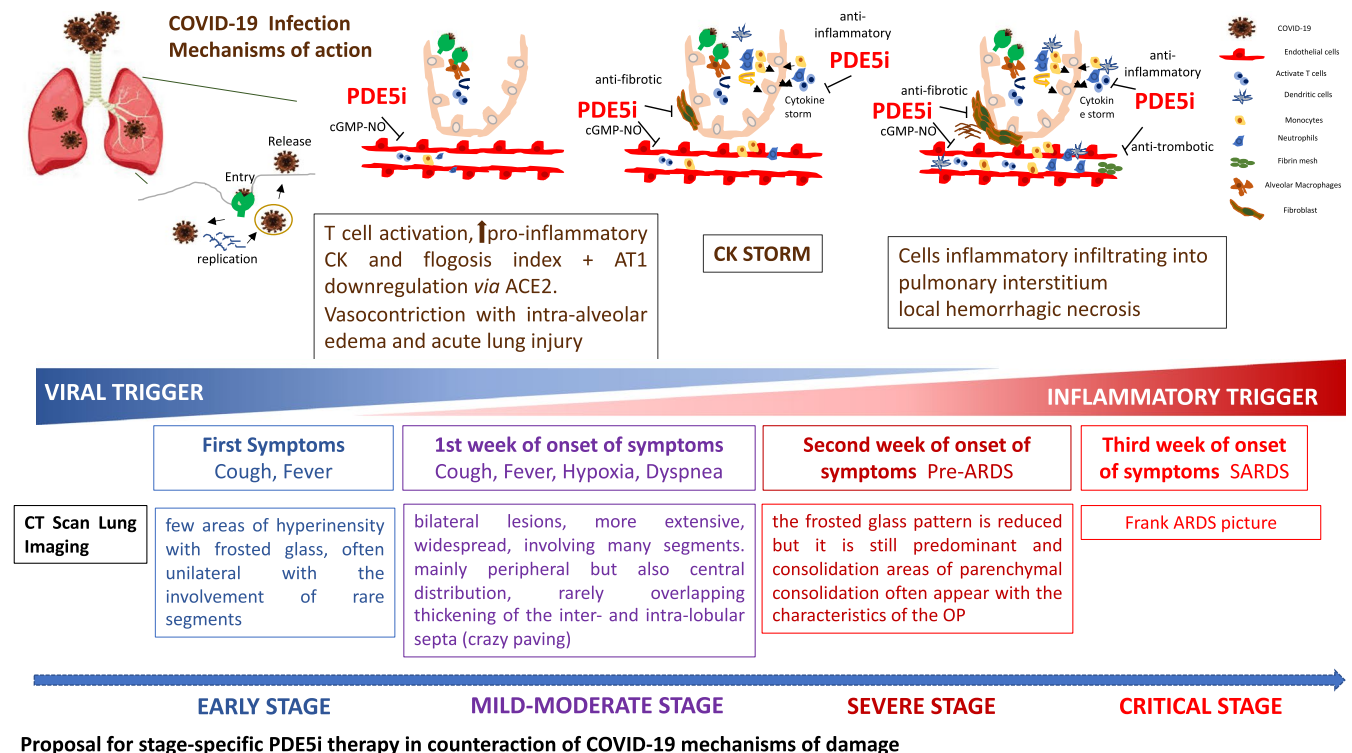 COVID-19 Infection
Mechanisms of action
Release
Entry
replication
PDE5i
cGMP-NO
anti-fibrotic
PDE5i
cGMP-NO
anti-
inflammatory
PDE5i
Cytokine
storm
anti-fibrotic
PDE5i
cGMP-NO
anti-
inflammatory
PDE5i
Cytokin
e storm
anti-trombotic
COVID-19
Endothelial cells
Activate T cells
Dendritic cells
Monocytes
Neutrophils
Fibrin mesh
Alveolar Macrophages
Fibroblast
T cell activation, pro-inflammatory
CK and flogosis index + AT1
downregulation via ACE2.
Vasocontriction with intra-alveolar
edema and acute lung injury
CK STORM
Cells inflammatory infiltrating into
pulmonary interstitium
local hemorrhagic necrosis
VIRAL TRIGGER
INFLAMMATORY TRIGGER
First Symptoms
Cough, Fever
1st week of onset of symptoms
Cough, Fever, Hypoxia, Dyspnea
Second week of onset of
symptoms Pre-ARDS
Third week of onset
of symptoms SARDS
CT Scan Lung
Imaging
few areas of hyperinensity
with frosted glass, often
unilateral with the
involvement of rare
segments
bilateral lesions, more extensive,
widespread, involving many segments.
mainly peripheral but also central
distribution, rarely overlapping
thickening of the inter- and intra-lobular
septa (crazy paving)
the frosted glass pattern is reduced
but it is still predominant and
consolidation areas of parenchymal
consolidation often appear with the
characteristics of the OP
Frank ARDS picture
EARLY STAGE
MILD-MODERATE STAGE
SEVERE STAGE
CRITICAL STAGE
Proposal for stage-specific PDE5i therapy in counteraction of COVID-19 mechanisms of damage